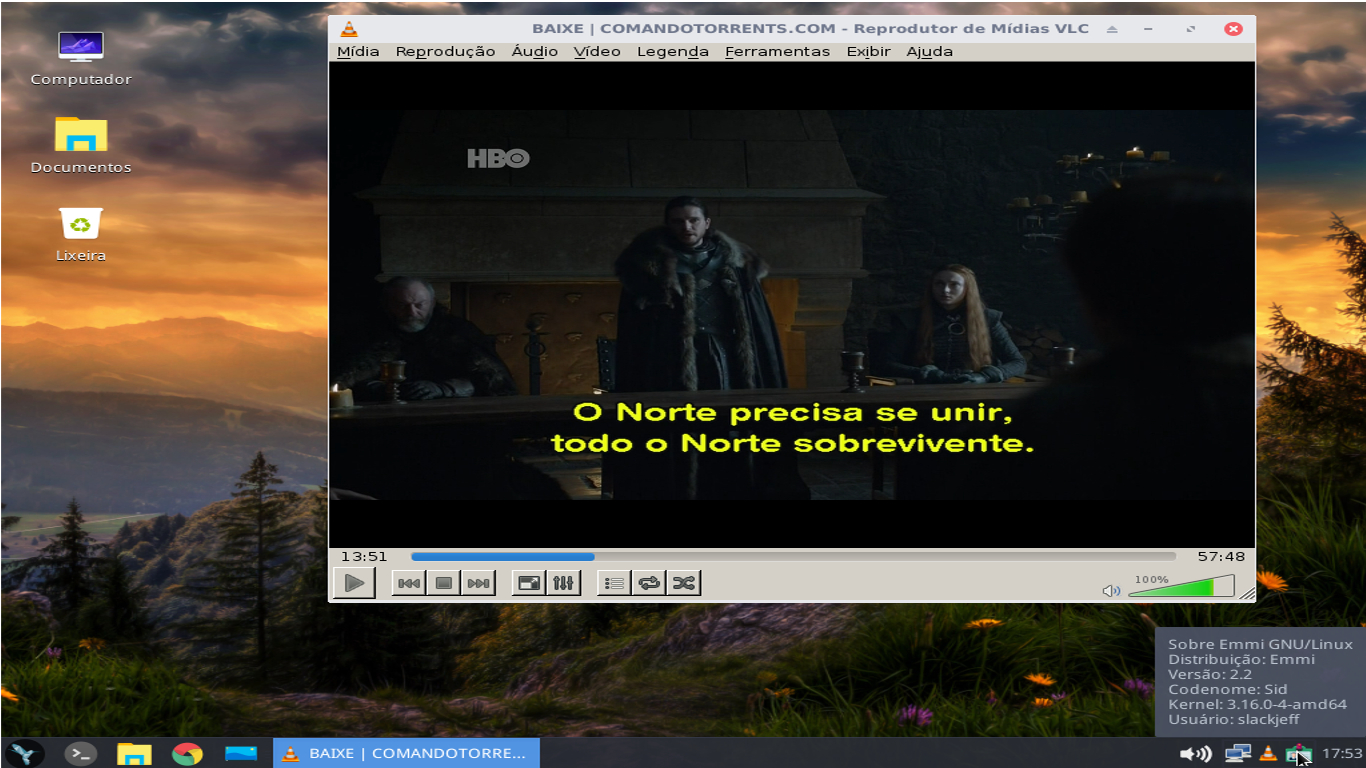 BAIXE | COMANDOTORRENTS.COM - Reprodutor de Mídias VLC
Mídia Reprodução Áudio Vídeo Legenda Ferramentas Exibir Ajuda
Computador
Documentos
Lixeira
HBO
O Norte precisa se unir,
todo o Norte sobrevivente.
13:51
57:48
100%
Sobre Emmi GNU/Linux
Distribuição: Emmi
Versão: 2.2
Codenome: Sid
Kernel: 3.16.0-4-amd64
Usuário: slackjeff
BAIXE | COMANDOTORRE...
17:53